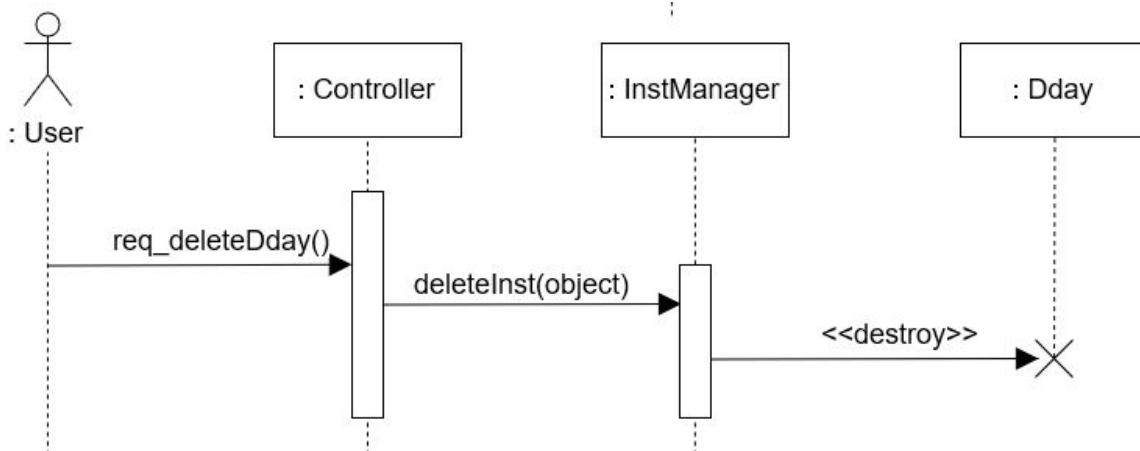 : User
: Controller
: InstManager
: Dday
req_deleteDday()
deleteInst(object)
<<destroy>>